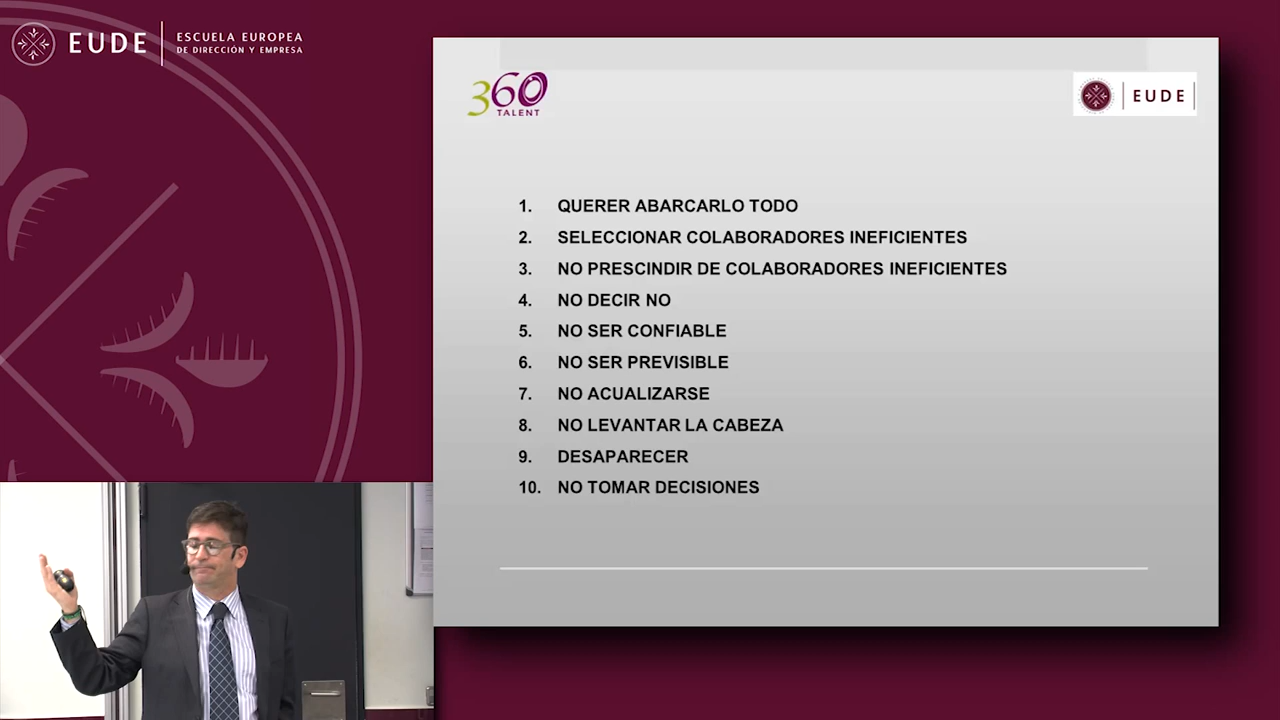 EUDE
ESCUELA EUROPEA
DE DIRECCIÓN Y EMPRESA
360
TALENT
EUDE
1. QUERER ABARCARLO TODO
2. SELECCIONAR COLABORADORES INEFICIENTES
3. NO PRESCINDIR DE COLABORADORES INEFICIENTES
4. NO DECIR NO
5. NO SER CONFIABLE
6. NO SER PREVISIBLE
7. NO ACUALIZARSE
8. NO LEVANTAR LA CABEZA
9. DESAPARECER
10. NO TOMAR DECISIONES